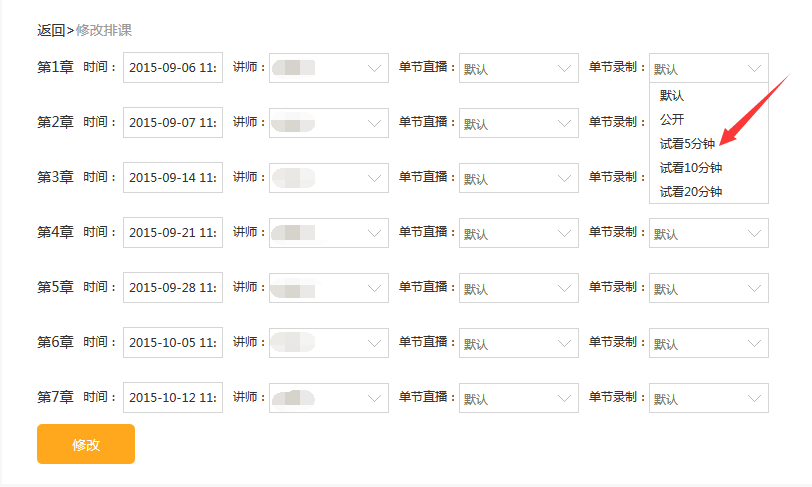 返回>修改排课
第1章 时间： 2015-09-06 11: 讲师： 单节直播： 默认 单节录制： 默认
默认
公开
第2章 时间： 2015-09-07 11: 讲师： 单节直播： 默认 单节录制：
试看5分钟
试看10分钟
第3章 时间： 2015-09-14 11: 讲师： 单节直播： 默认 单节录制：
试看20分钟
第4章 时间： 2015-09-21 11: 讲师： 单节直播： 默认 单节录制： 默认
第5章 时间： 2015-09-28 11: 讲师： 单节直播： 默认 单节录制： 默认
第6章 时间： 2015-10-05 11: 讲师： 单节直播： 默认 单节录制： 默认
第7章 时间： 2015-10-12 11: 讲师： 单节直播： 默认 单节录制： 默认
修改